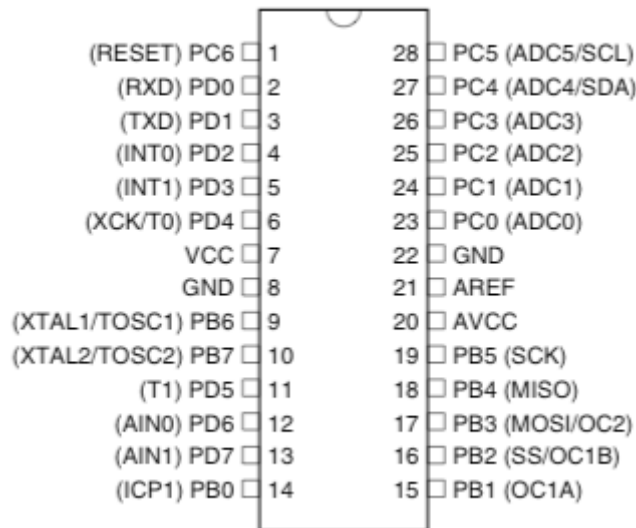 (RESET) PC6 1 28 PC5 (ADC5/SCL)
(RXD) PD0 2 27 PC4 (ADC4/SDA)
(TXD) PD1 3 26 PC3 (ADC3)
(INT0) PD2 4 25 PC2 (ADC2)
(INT1) PD3 5 24 PC1 (ADC1)
(XCK/T0) PD4 6 23 PC0 (ADC0)
VCC 7 22 GND
GND 8 21 AREF
(XTAL1/TOSC1) PB6 9 20 AVCC
(XTAL2/TOSC2) PB7 10 19 PB5 (SCK)
(T1) PD5 11 18 PB4 (MISO)
(AIN0) PD6 12 17 PB3 (MOSI/OC2)
(AIN1) PD7 13 16 PB2 (SS/OC1B)
(ICP1) PB0 14 15 PB1 (OC1A)